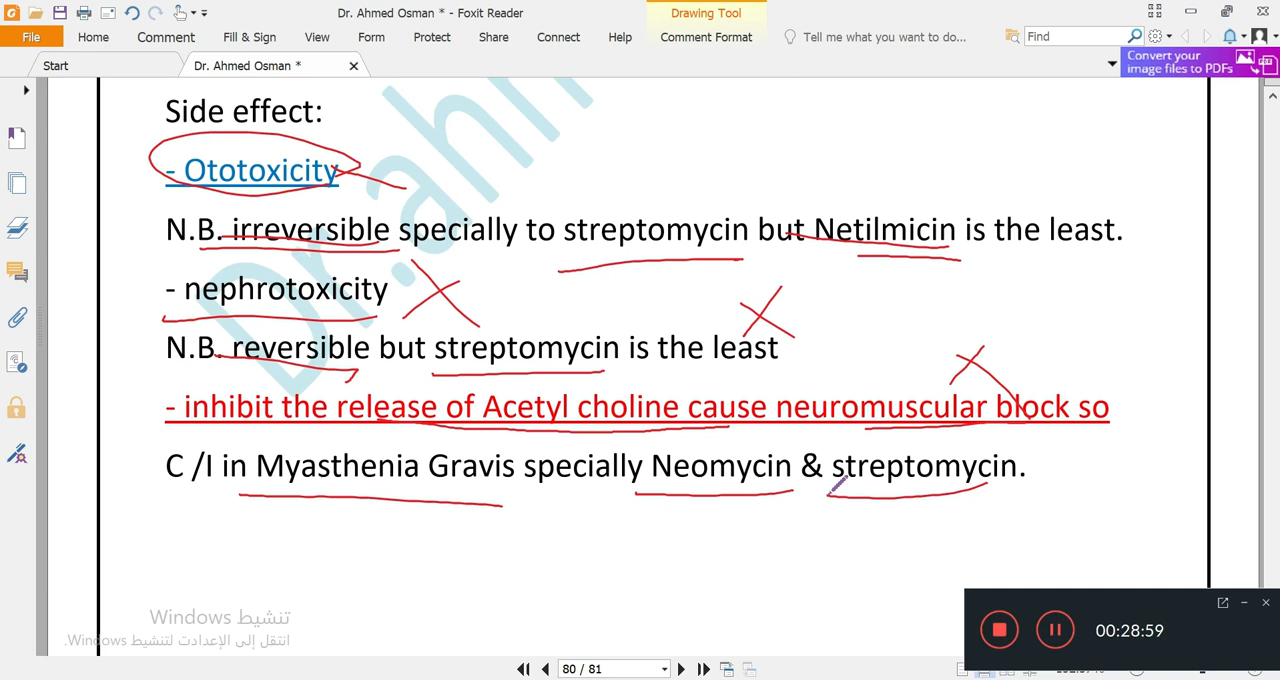 Dr. Ahmed Osman * - Foxit Reader
Drawing Tool
File Home Comment Fill & Sign View Form Protect Share Connect Help Comment Format Tell me what you want to do... Find
Start Dr. Ahmed Osman *
Convert your
image files to PDFs
Side effect:
- Ototoxicity
N.B. irreversible specially to streptomycin but Netilmicin is the least.
- nephrotoxicity
N.B. reversible but streptomycin is the least
- inhibit the release of Acetyl choline cause neuromuscular block so
C /I in Myasthenia Gravis specially Neomycin & streptomycin.
Dr.ah
تنشيط Windows
انتقل إلى الإعدادت لتنشيط Windows.
00:28:59
80 / 81